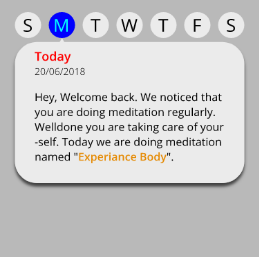 S M T W T F S
Today
20/06/2018
Hey, Welcome back. We noticed that
you are doing meditation regularly.
Welldone you are taking care of your
-self. Today we are doing meditation
named "Experiance Body".